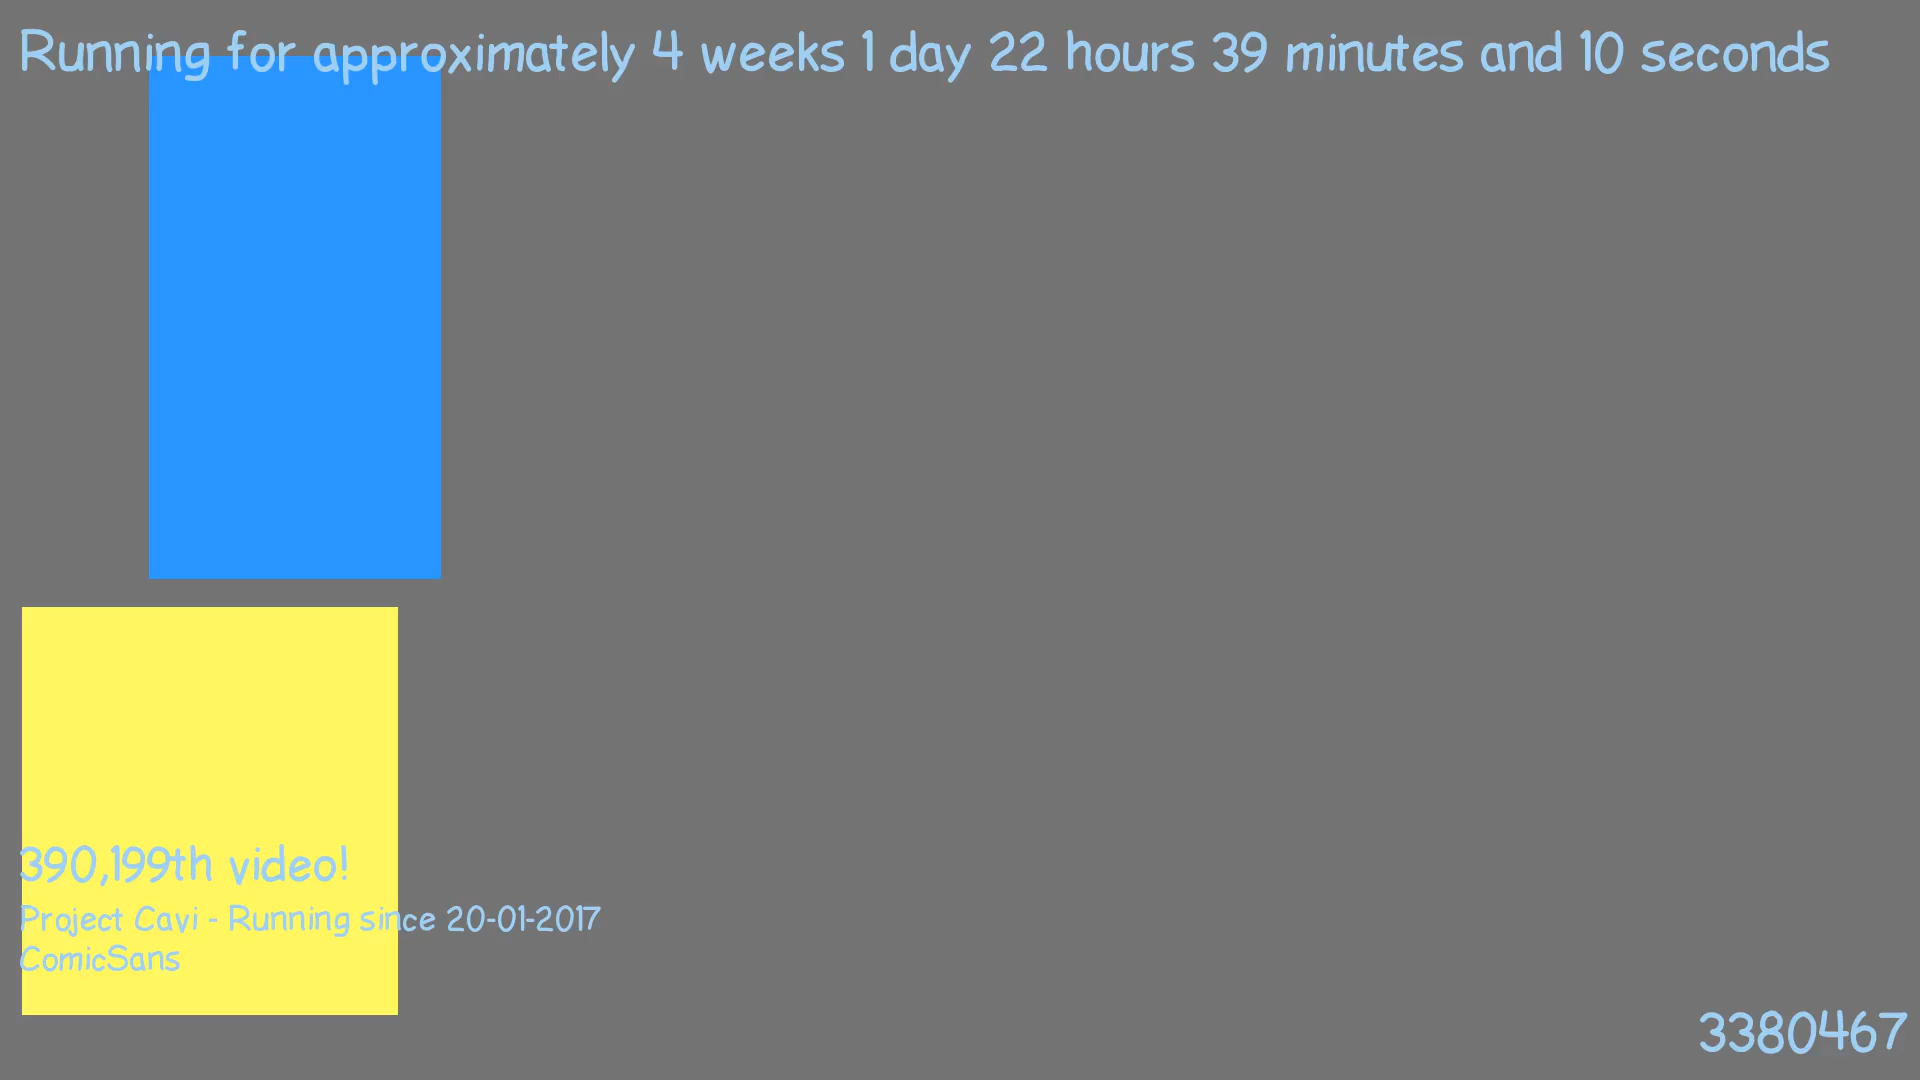 Running for approximately 4 weeks 1 day 22 hours 39 minutes and 10 seconds
390,199th video!
Project Cavi - Running since 20-01-2017
ComicSans
3380467